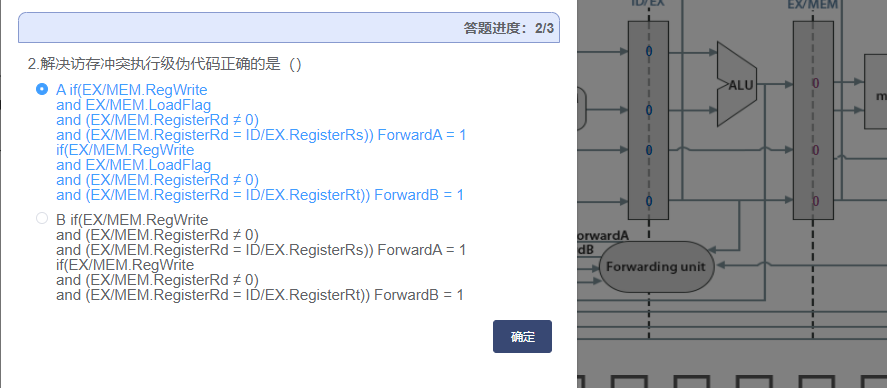 答题进度：2/3
2.解决访存冲突执行级伪代码正确的是（）
A if(EX/MEM.RegWrite
and EX/MEM.LoadFlag
and (EX/MEM.RegisterRd ≠ 0)
and (EX/MEM.RegisterRd = ID/EX.RegisterRs)) ForwardA = 1
if(EX/MEM.RegWrite
and EX/MEM.LoadFlag
and (EX/MEM.RegisterRd ≠ 0)
and (EX/MEM.RegisterRd = ID/EX.RegisterRt)) ForwardB = 1
B if(EX/MEM.RegWrite
and (EX/MEM.RegisterRd ≠ 0)
and (EX/MEM.RegisterRd = ID/EX.RegisterRs)) ForwardA = 1
if(EX/MEM.RegWrite
and (EX/MEM.RegisterRd ≠ 0)
and (EX/MEM.RegisterRd = ID/EX.RegisterRt)) ForwardB = 1
确定
ID/EX
EX/MEM
0
0
0
0
ALU
0
0
0
0
m
orwardA
dB
Forwarding unit